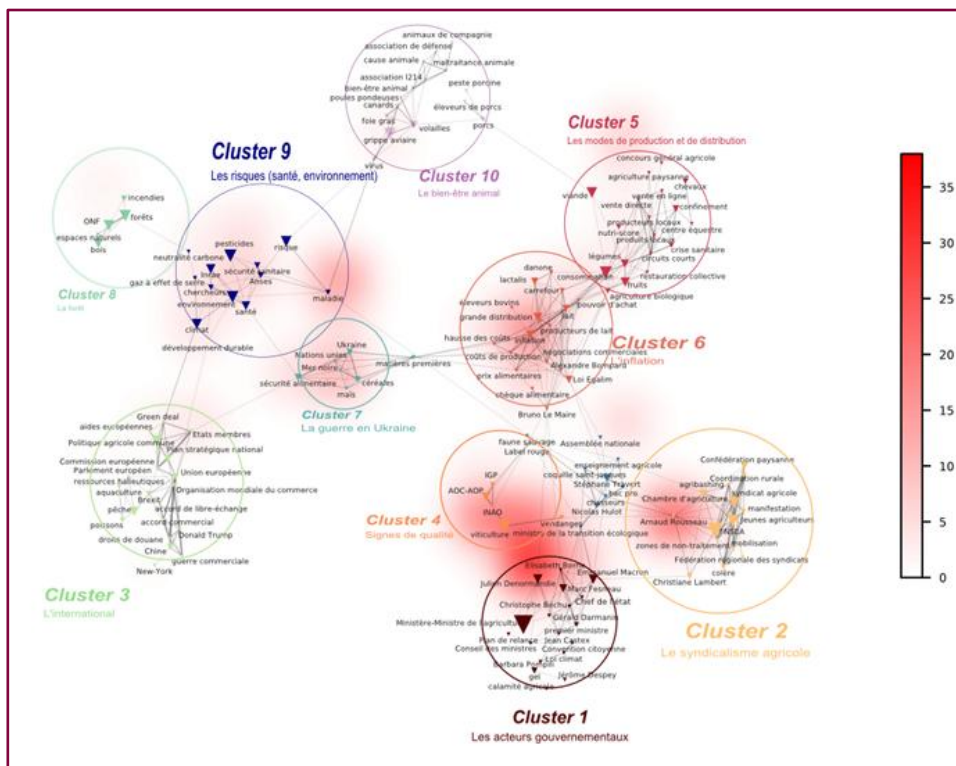 animaux de compagnie
association de défense
cause animale
maltraitance animale
association l214
bien-être animal
peste porcine
poules pondeuses
canards
éleveurs de porcs
foie gras
volailles
porcs
grippe aviaire
virus
Cluster 10
Le bien-être animal
Cluster 5
Les modes de production et de distribution
concours général agricole
agriculture paysanne
chevaux
viande
vente en ligne
vente directe
confinement
producteurs locaux
centre équestre
nutri-score
produits locaux
crise sanitaire
légumes
circuits courts
consommation
restauration collective
fruits
agriculture biologique
Cluster 9
Les risques (santé, environnement)
pesticides
risque
neutralité carbone
sécurité sanitaire
Inrae
Anses
gaz à effet de serre
chercheurs
maladie
environnement
santé
climat
développement durable
incendies
ONF
forêts
espaces naturels
bois
Cluster 8
La forêt
danone
lactalis
carrefour
éleveurs bovins
pouvoir d'achat
grande distribution
lait
producteurs de lait
hausse des coûts
inflation
coûts de production
négociations commerciales
Alexandre Bompard
prix alimentaires
Loi Egalim
chèque alimentaire
Bruno Le Maire
Cluster 6
L'inflation
Ukraine
Nations unies
Mer noire
matières premières
sécurité alimentaire
céréales
maïs
Cluster 7
La guerre en Ukraine
Green deal
aides européennes
Etats membres
Politique agricole commune
Plan stratégique national
Commission européenne
Parlement européen
Union européenne
ressources halieutiques
aquaculture
Organisation mondiale du commerce
Brexit
pêche
accord de libre-échange
poissons
accord commercial
droits de douane
Donald Trump
Chine
guerre commerciale
New-York
Cluster 3
L'international
faune sauvage
Label rouge
Assemblée nationale
IGP
AOC-AOP
INAO
viticulture
vendanges
Cluster 4
Signes de qualité
enseignement agricole
coquille saint-jacques
Stéphane Travert
bac pro
chasseurs
Nicolas Hulot
ministre de la transition écologique
Confédération paysanne
Coordination rurale
agribashing
syndicat agricole
Chambre d'agriculture
manifestation
Arnaud Rousseau
Jeunes agriculteurs
FNSEA
zones de non-traitement
mobilisation
Fédération régionale des syndicats
colère
Christiane Lambert
Cluster 2
Le syndicalisme agricole
Elisabeth Borne
Emmanuel Macron
Julien Denormandie
Marc Fesneau
Chef de l'état
Christophe Béchu
Gérald Darmanin
Ministère-Ministre de l'agriculture
premier ministre
Plan de relance
Jean Castex
Conseil des ministres
Convention citoyenne
Loi climat
Barbara Pompili
gel
Jérôme Despey
calamité agricole
Cluster 1
Les acteurs gouvernementaux
35
30
25
20
15
10
5
0